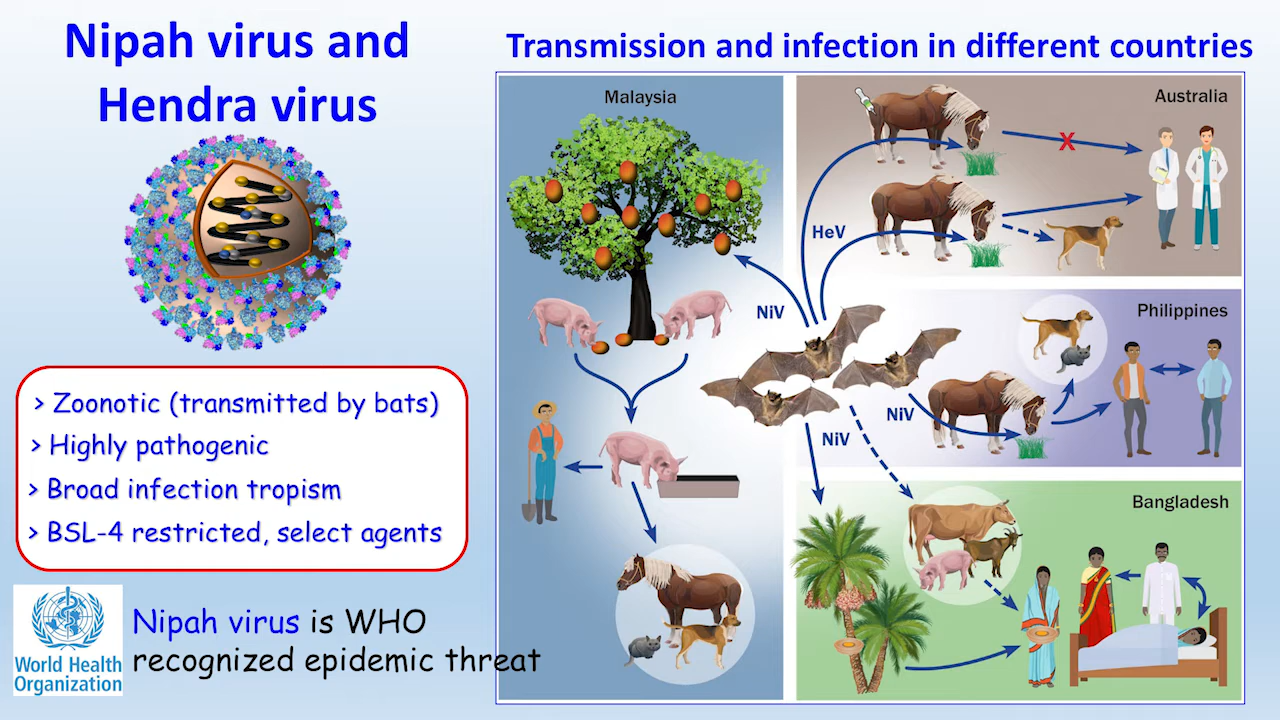 Nipah virus and
Hendra virus
> Zoonotic (transmitted by bats)
> Highly pathogenic
> Broad infection tropism
> BSL-4 restricted, select agents
World Health
Organization
Nipah virus is WHO
recognized epidemic threat
Transmission and infection in different countries
Malaysia
NiV
Australia
X
HeV
Philippines
NiV
NiV
Bangladesh